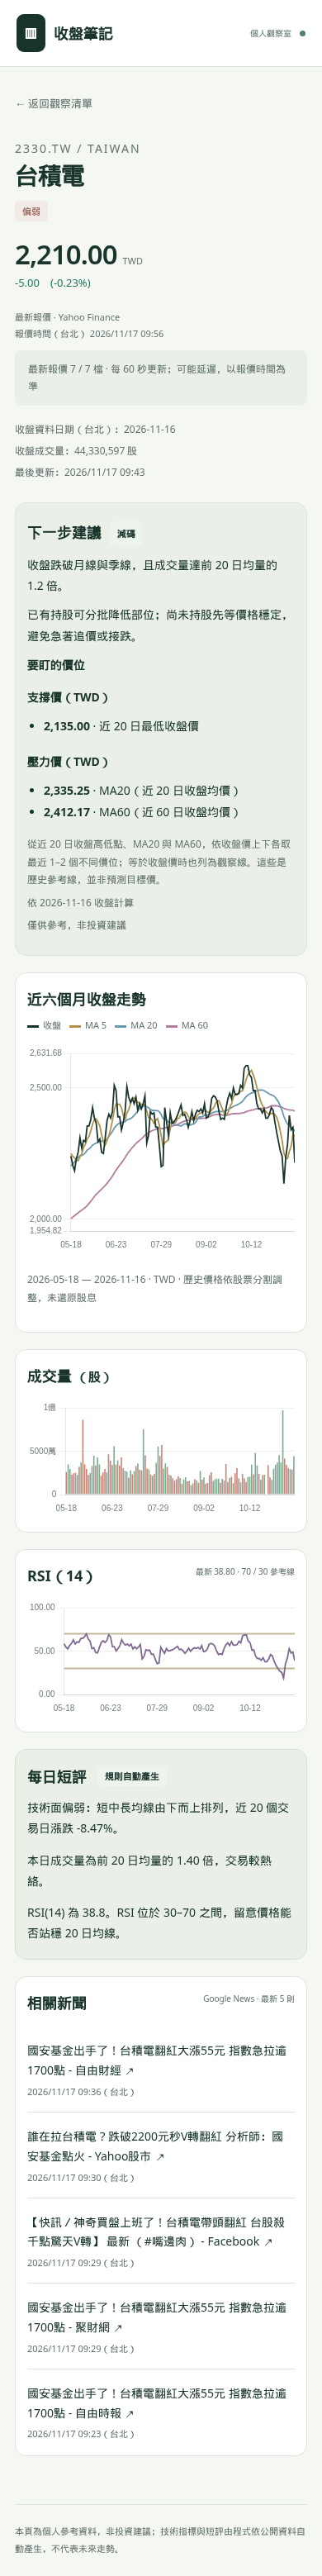 ▥ 收盤筆記
個人觀察室
← 返回觀察清單
2330.TW / TAIWAN
台積電
偏弱
2,210.00 TWD
-5.00 (-0.23%)
最新報價 · Yahoo Finance
報價時間（台北） 2026/11/17 09:56
最新報價 7 / 7 檔 · 每 60 秒更新；可能延遲，以報價時間為
準
收盤資料日期（台北）：2026-11-16
收盤成交量：44,330,597 股
最後更新：2026/11/17 09:43
下一步建議 減碼
收盤跌破月線與季線，且成交量達前 20 日均量的
1.2 倍。
已有持股可分批降低部位；尚未持股先等價格穩定，
避免急著追價或接跌。
要盯的價位
支撐價（TWD）
• 2,135.00 · 近 20 日最低收盤價
壓力價（TWD）
• 2,335.25 · MA20（近 20 日收盤均價）
• 2,412.17 · MA60（近 60 日收盤均價）
從近 20 日收盤高低點、MA20 與 MA60，依收盤價上下各取
最近 1–2 個不同價位；等於收盤價時也列為觀察線。這些是
歷史參考線，並非預測目標價。
依 2026-11-16 收盤計算
僅供參考，非投資建議
近六個月收盤走勢
收盤 MA 5 MA 20 MA 60
2,631.68
2,500.00
2,000.00
1,954.82
05-18 06-23 07-29 09-02 10-12
2026-05-18 — 2026-11-16 · TWD · 歷史價格依股票分割調
整，未還原股息
成交量（股）
1億
5000萬
0
05-18 06-23 07-29 09-02 10-12
RSI（14） 最新 38.80 · 70 / 30 參考線
100.00
50.00
0.00
05-18 06-23 07-29 09-02 10-12
每日短評 規則自動產生
技術面偏弱：短中長均線由下而上排列，近 20 個交
易日漲跌 -8.47%。
本日成交量為前 20 日均量的 1.40 倍，交易較熱
絡。
RSI(14) 為 38.8。RSI 位於 30–70 之間，留意價格能
否站穩 20 日均線。
相關新聞 Google News · 最新 5 則
國安基金出手了！台積電翻紅大漲55元 指數急拉逾
1700點 - 自由財經 ↗
2026/11/17 09:36（台北）
誰在拉台積電？跌破2200元秒V轉翻紅 分析師：國
安基金點火 - Yahoo股市 ↗
2026/11/17 09:30（台北）
【快訊／神奇買盤上班了！台積電帶頭翻紅 台股殺
千點驚天V轉】 最新 （#嘴邊肉） - Facebook ↗
2026/11/17 09:29（台北）
國安基金出手了！台積電翻紅大漲55元 指數急拉逾
1700點 - 聚財網 ↗
2026/11/17 09:29（台北）
國安基金出手了！台積電翻紅大漲55元 指數急拉逾
1700點 - 自由時報 ↗
2026/11/17 09:23（台北）
本頁為個人參考資料，非投資建議；技術指標與短評由程式依公開資料自
動產生，不代表未來走勢。